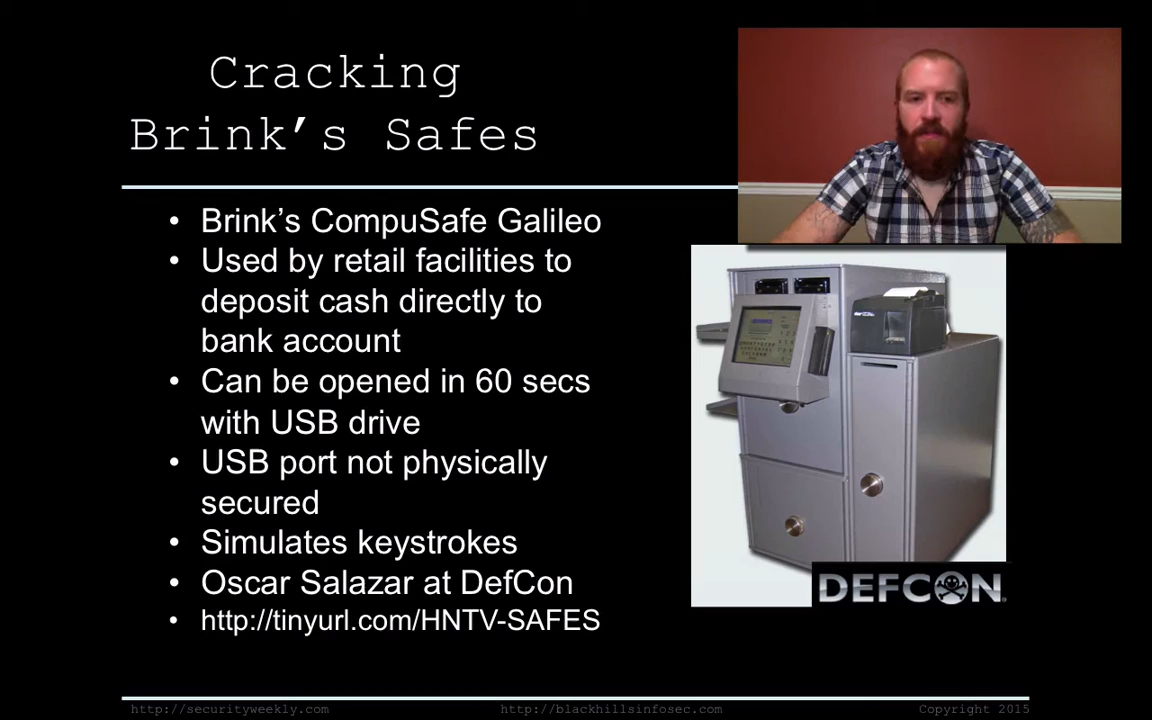 Cracking
Brink’s Safes
• Brink’s CompuSafe Galileo
• Used by retail facilities to
deposit cash directly to
bank account
• Can be opened in 60 secs
with USB drive
• USB port not physically
secured
• Simulates keystrokes
• Oscar Salazar at DefCon
• http://tinyurl.com/HNTV-SAFES
DEFCON
http://securityweekly.com
http://blackhillsinfosec.com
Copyright 2015